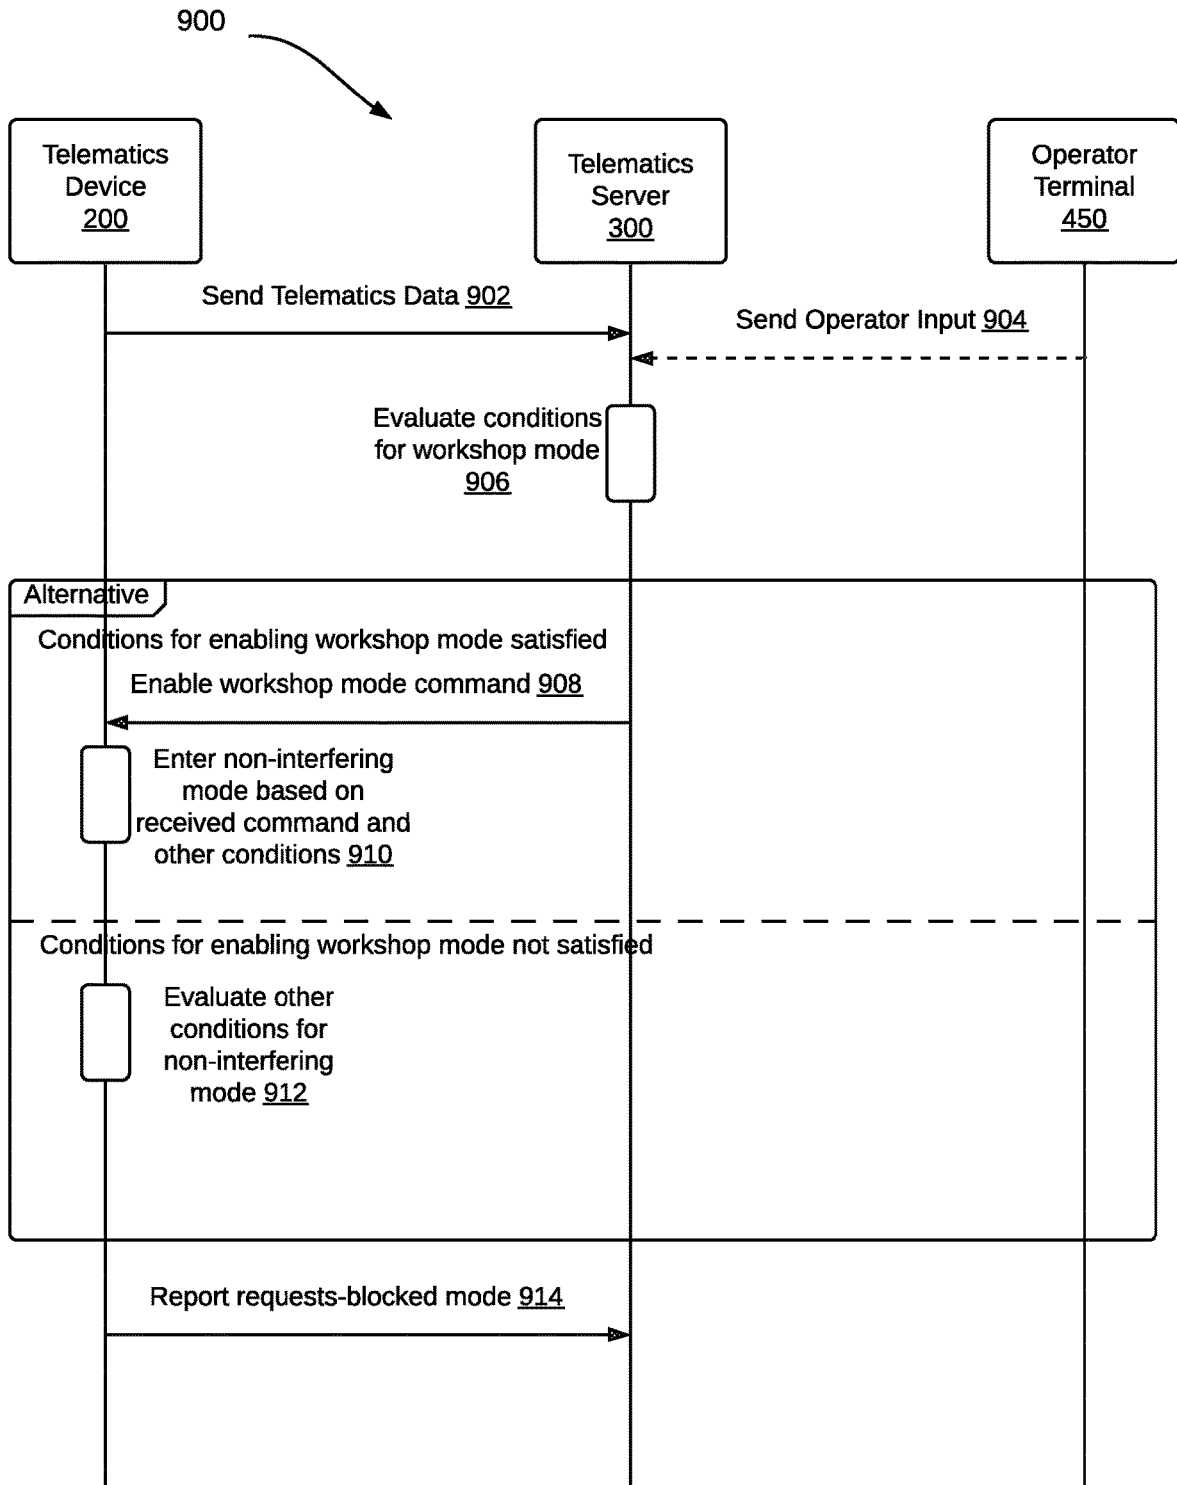 900
Telematics
Device
200
Telematics
Server
300
Operator
Terminal
450
Send Telematics Data 902
Send Operator Input 904
Evaluate conditions
for workshop mode
906
Alternative
Conditions for enabling workshop mode satisfied
Enable workshop mode command 908
Enter non-interfering
mode based on
received command and
other conditions 910
Conditions for enabling workshop mode not satisfied
Evaluate other
conditions for
non-interfering
mode 912
Report requests-blocked mode 914